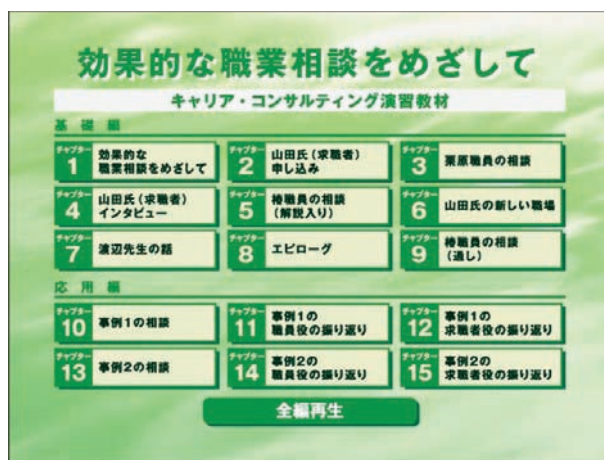 効果的な職業相談をめざして
キャリア・コンサルティング演習教材
基礎編
チャプター
1
効果的な
職業相談をめざして
チャプター
2
山田氏(求職者)
申し込み
チャプター
3
栗原職員の相談
チャプター
4
山田氏(求職者)
インタビュー
チャプター
5
椿職員の相談
(解説入り)
チャプター
6
山田氏の新しい職場
チャプター
7
渡辺先生の話
チャプター
8
エピローグ
チャプター
9
椿職員の相談
(通し)
応用編
チャプター
10
事例1の相談
チャプター
11
事例1の
職員役の振り返り
チャプター
12
事例1の
求職者役の振り返り
チャプター
13
事例2の相談
チャプター
14
事例2の
職員役の振り返り
チャプター
15
事例2の
求職者役の振り返り
全編再生